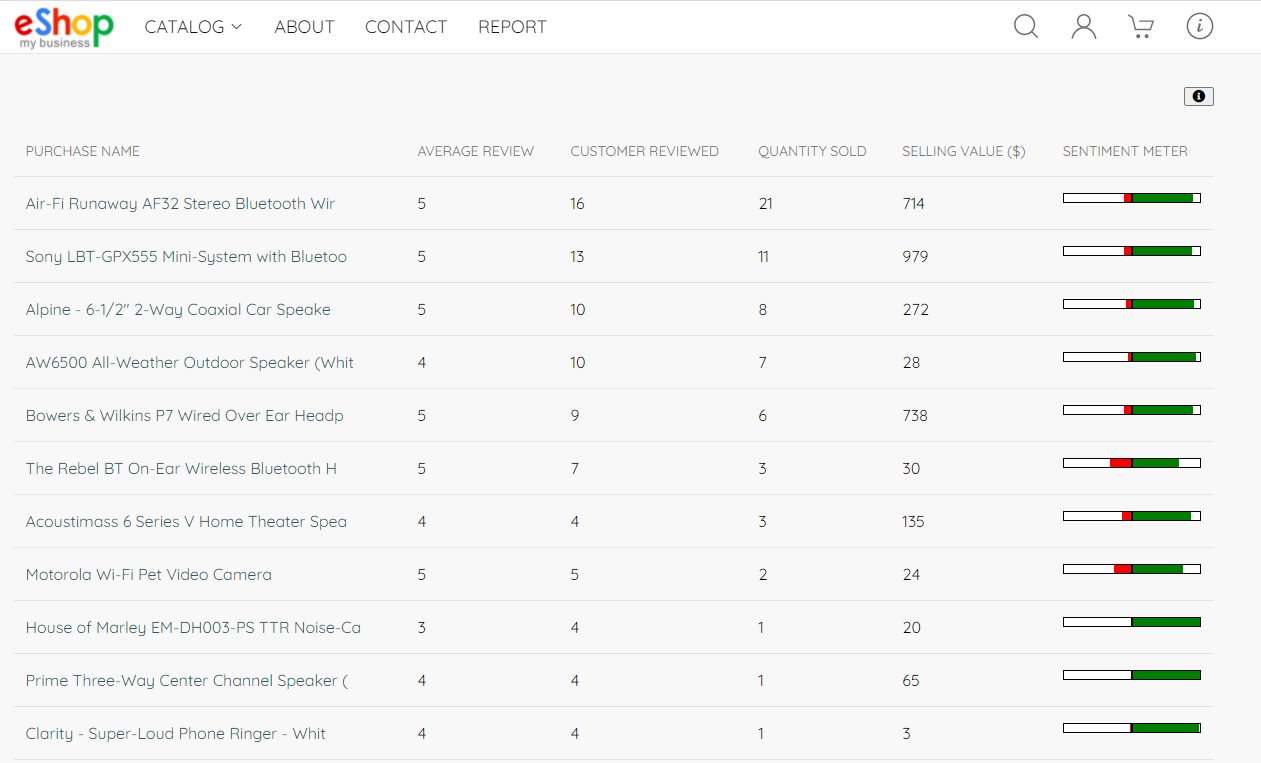 eShop
my business
CATALOG ABOUT CONTACT REPORT
PURCHASE NAME AVERAGE REVIEW CUSTOMER REVIEWED QUANTITY SOLD SELLING VALUE ($) SENTIMENT METER
Air-Fi Runaway AF32 Stereo Bluetooth Wir 5 16 21 714
Sony LBT-GPX555 Mini-System with Bluetoo 5 13 11 979
Alpine - 6-1/2" 2-Way Coaxial Car Speake 5 10 8 272
AW6500 All-Weather Outdoor Speaker (Whit 4 10 7 28
Bowers & Wilkins P7 Wired Over Ear Headp 5 9 6 738
The Rebel BT On-Ear Wireless Bluetooth H 5 7 3 30
Acoustimass 6 Series V Home Theater Spea 4 4 3 135
Motorola Wi-Fi Pet Video Camera 5 5 2 24
House of Marley EM-DH003-PS TTR Noise-Ca 3 4 1 20
Prime Three-Way Center Channel Speaker ( 4 4 1 65
Clarity - Super-Loud Phone Ringer - Whit 4 4 1 3